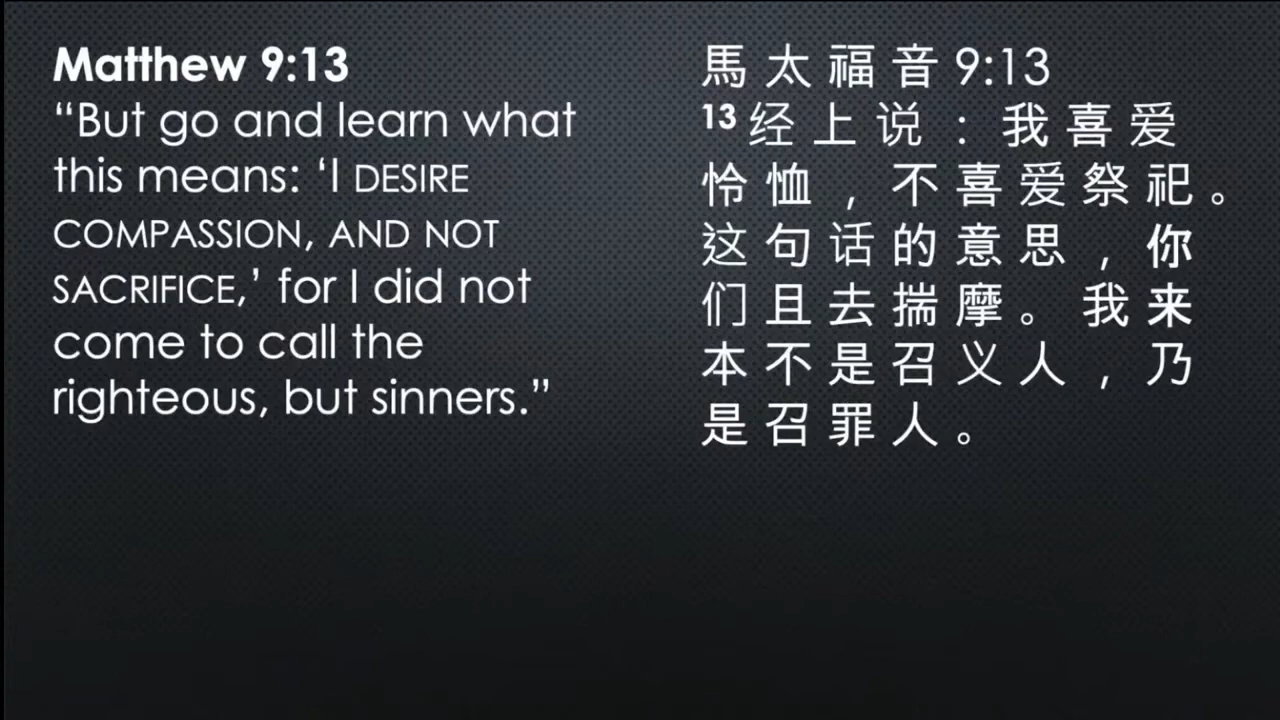 Matthew 9:13
“But go and learn what
this means: ‘I DESIRE
COMPASSION, AND NOT
SACRIFICE,’ for I did not
come to call the
righteous, but sinners.”
馬太福音9:13
13经上说：我喜爱
怜恤，不喜爱祭祀。
这句话的意思，你
们且去揣摩。我来
本不是召义人，乃
是召罪人。